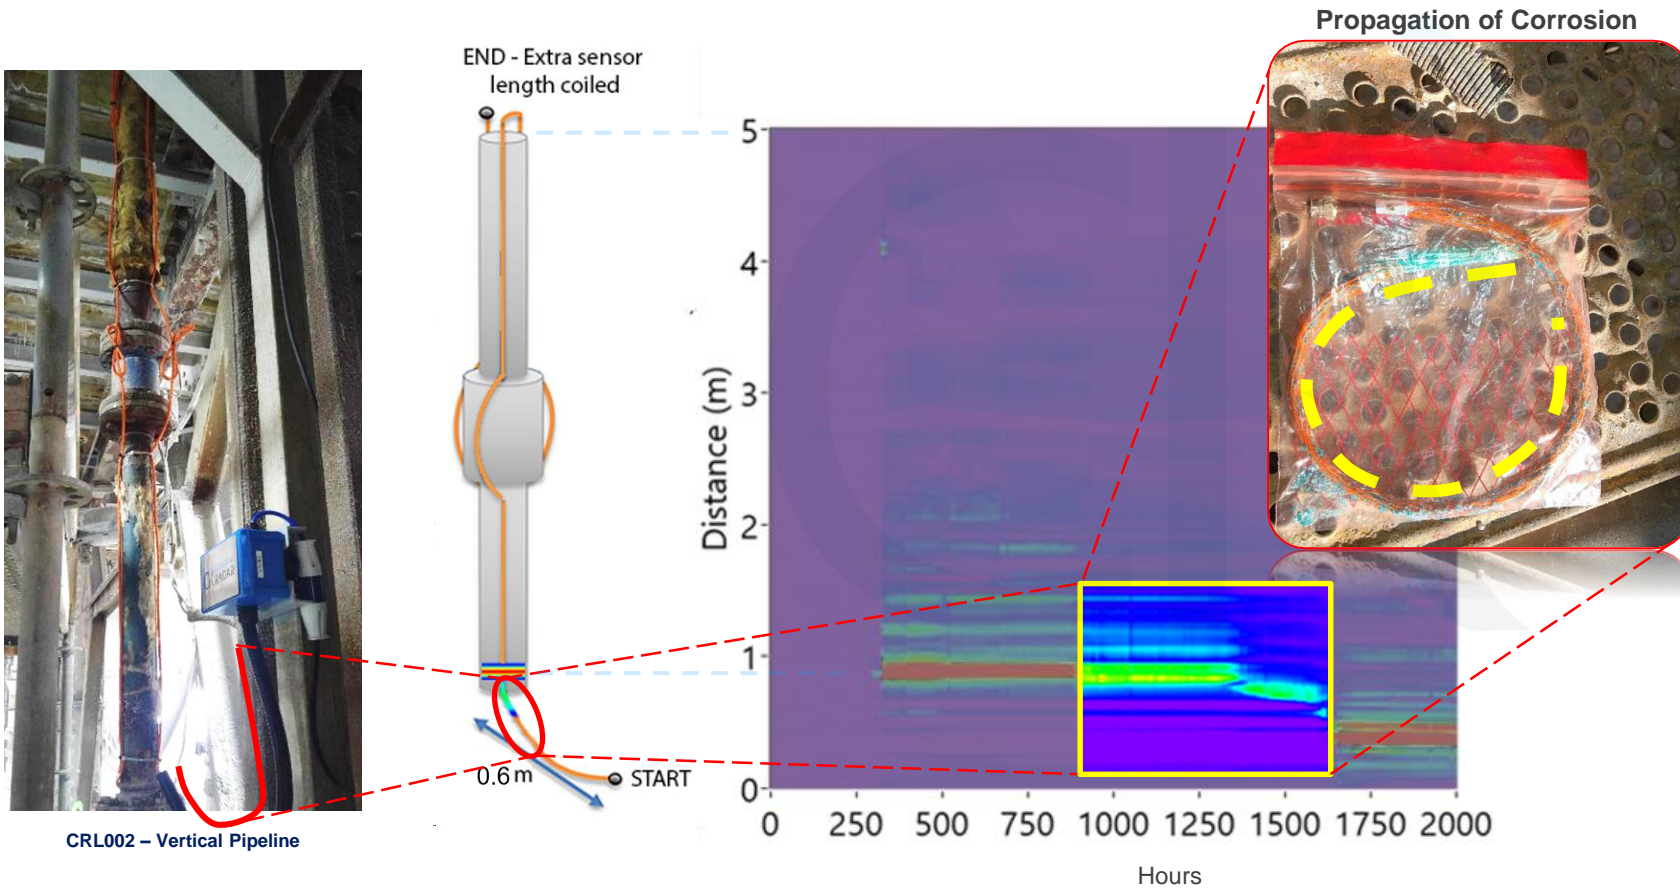 Propagation of Corrosion
END - Extra sensor
length coiled
5
4
3
2
1
0
Distance (m)
0.6 m
START
0
250
500
750
1000
1250
1500
1750
2000
Hours
CRL002 – Vertical Pipeline